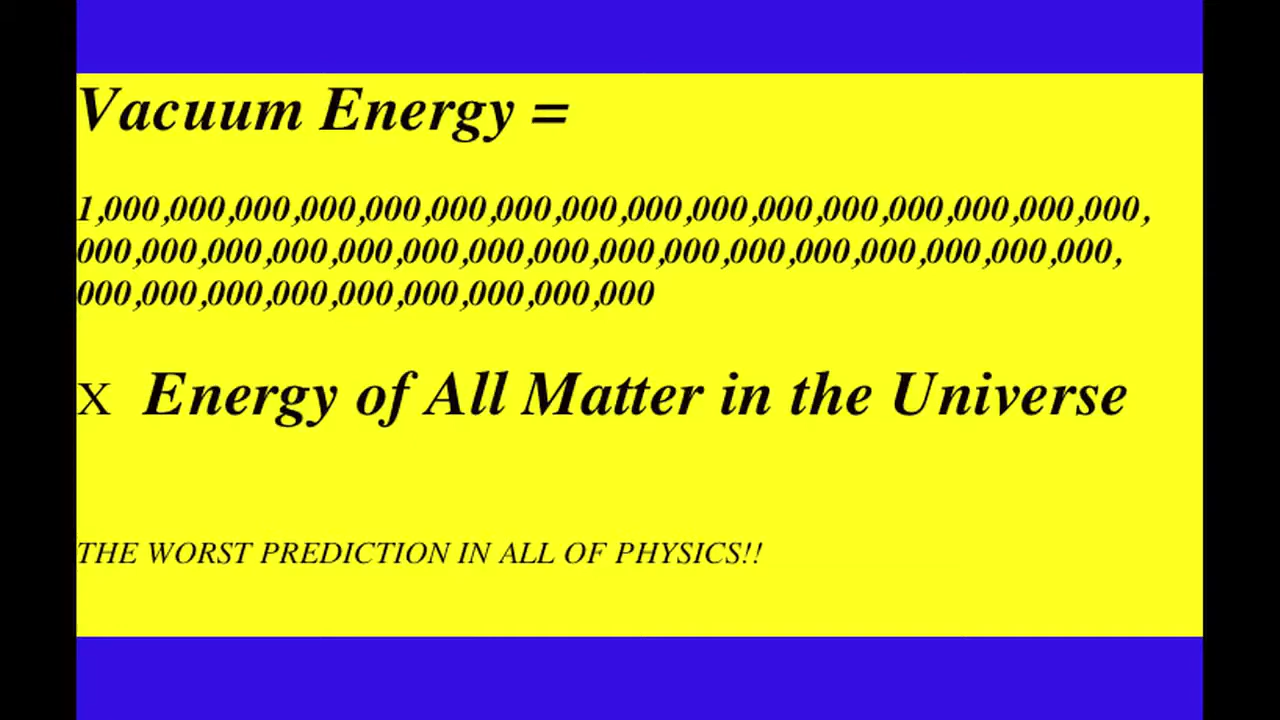 Vacuum Energy =
1,000,000,000,000,000,000,000,000,000,000,000,000,000,000,000,000,
000,000,000,000,000,000,000,000,000,000,000,000,000,000,000,000,
000,000,000,000,000,000,000,000,000
X Energy of All Matter in the Universe
THE WORST PREDICTION IN ALL OF PHYSICS!!